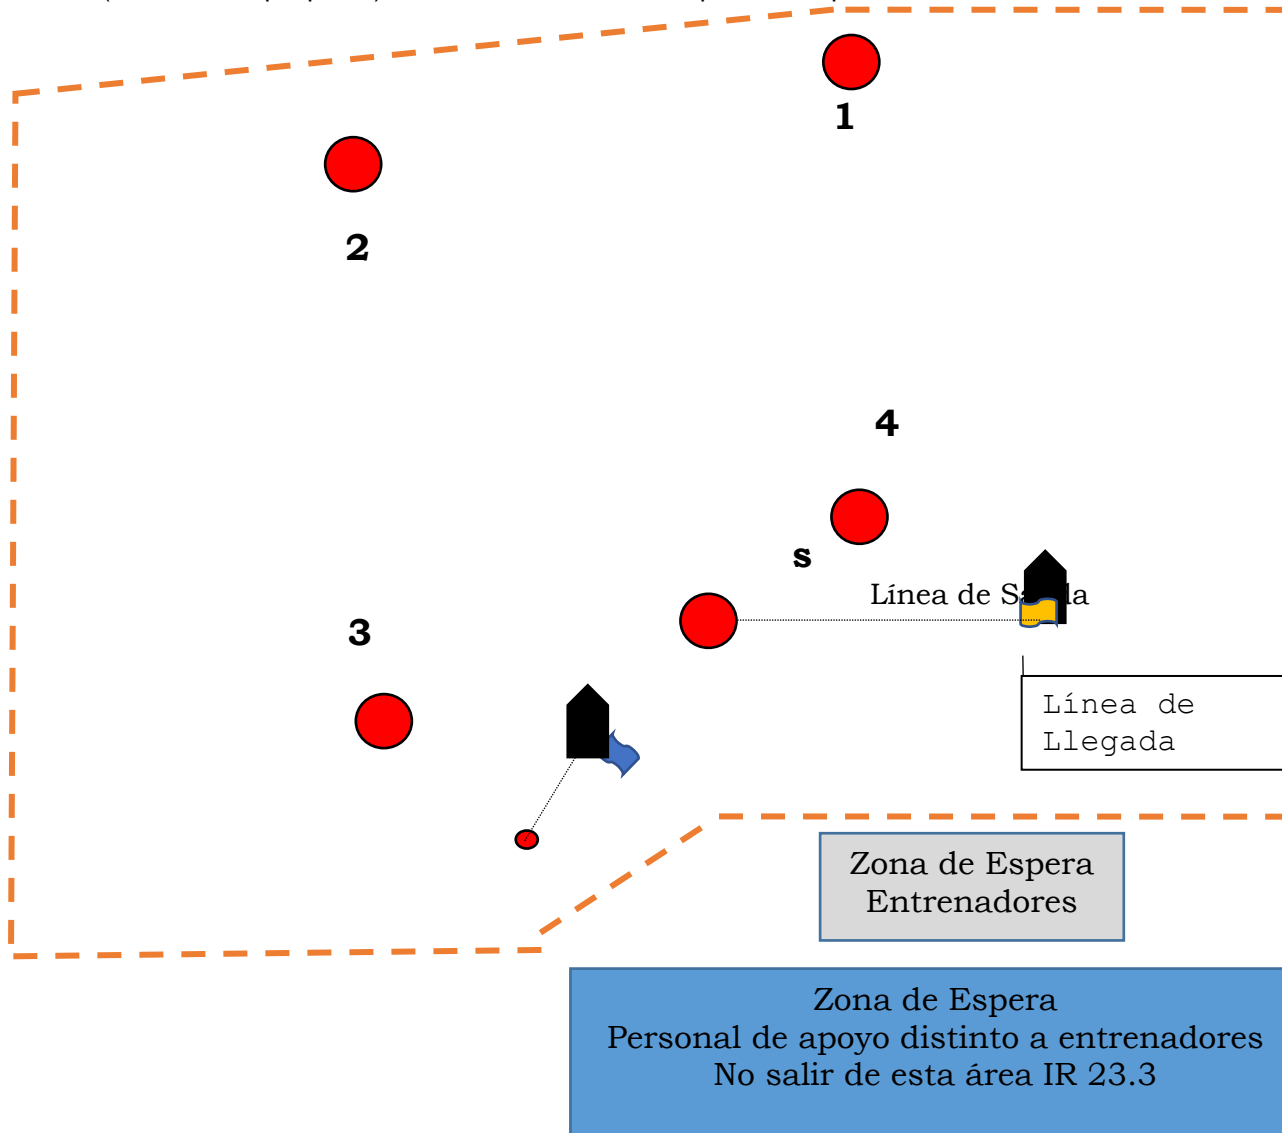 1
2
4
s
Línea de
3
Línea de
Llegada
Zona de Espera
Entrenadores
Zona de Espera
Personal de apoyo distinto a entrenadores
No salir de esta área IR 23.3